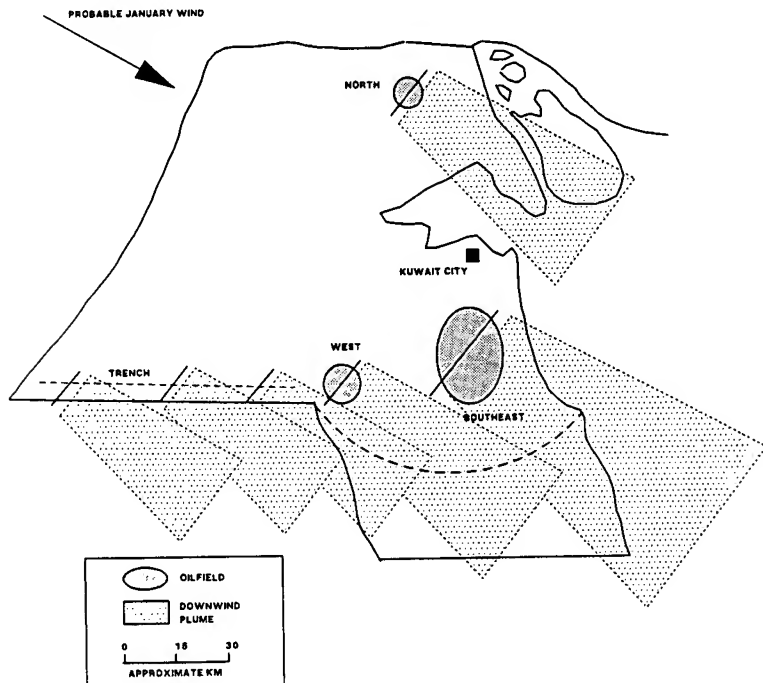 PROBABLE JANUARY WIND
NORTH
KUWAIT CITY
WEST
TRENCH
SOUTHEAST
OILFIELD
DOWNWIND
PLUME
0 15 30
APPROXIMATE KM